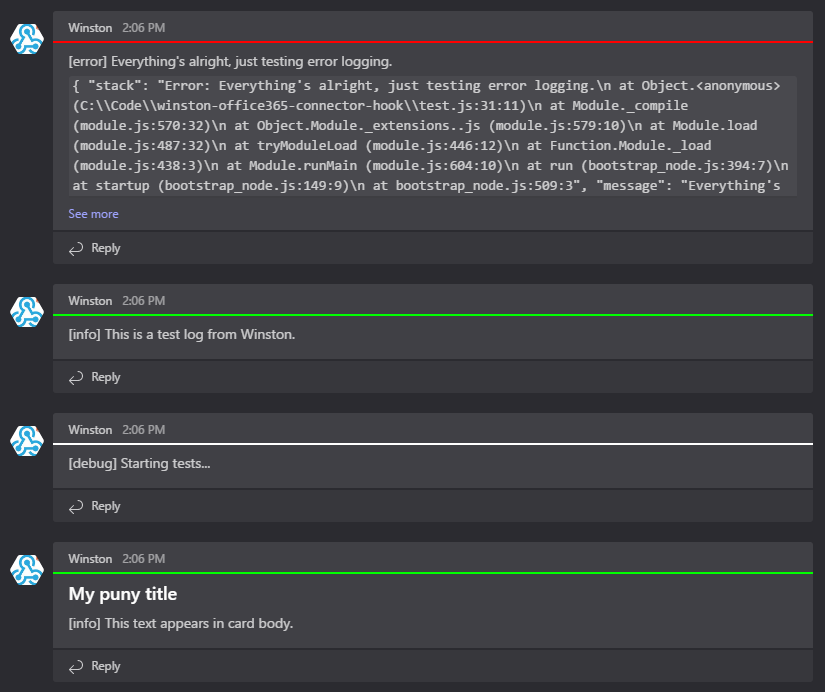 Winston 2:06 PM
[error] Everything's alright, just testing error logging.
{ "stack": "Error: Everything's alright, just testing error logging.\n at Object.<anonymous>
(C:\\Code\\winston-office365-connector-hook\\test.js:31:11)\n at Module._compile
(module.js:570:32)\n at Object.Module._extensions..js (module.js:579:10)\n at Module.load
(module.js:487:32)\n at tryModuleLoad (module.js:446:12)\n at Function.Module._load
(module.js:438:3)\n at Module.runMain (module.js:604:10)\n at run (bootstrap_node.js:394:7)\n
at startup (bootstrap_node.js:149:9)\n at bootstrap_node.js:509:3", "message": "Everything's
See more
Reply
Winston 2:06 PM
[info] This is a test log from Winston.
Reply
Winston 2:06 PM
[debug] Starting tests...
Reply
Winston 2:06 PM
My puny title
[info] This text appears in card body.
Reply